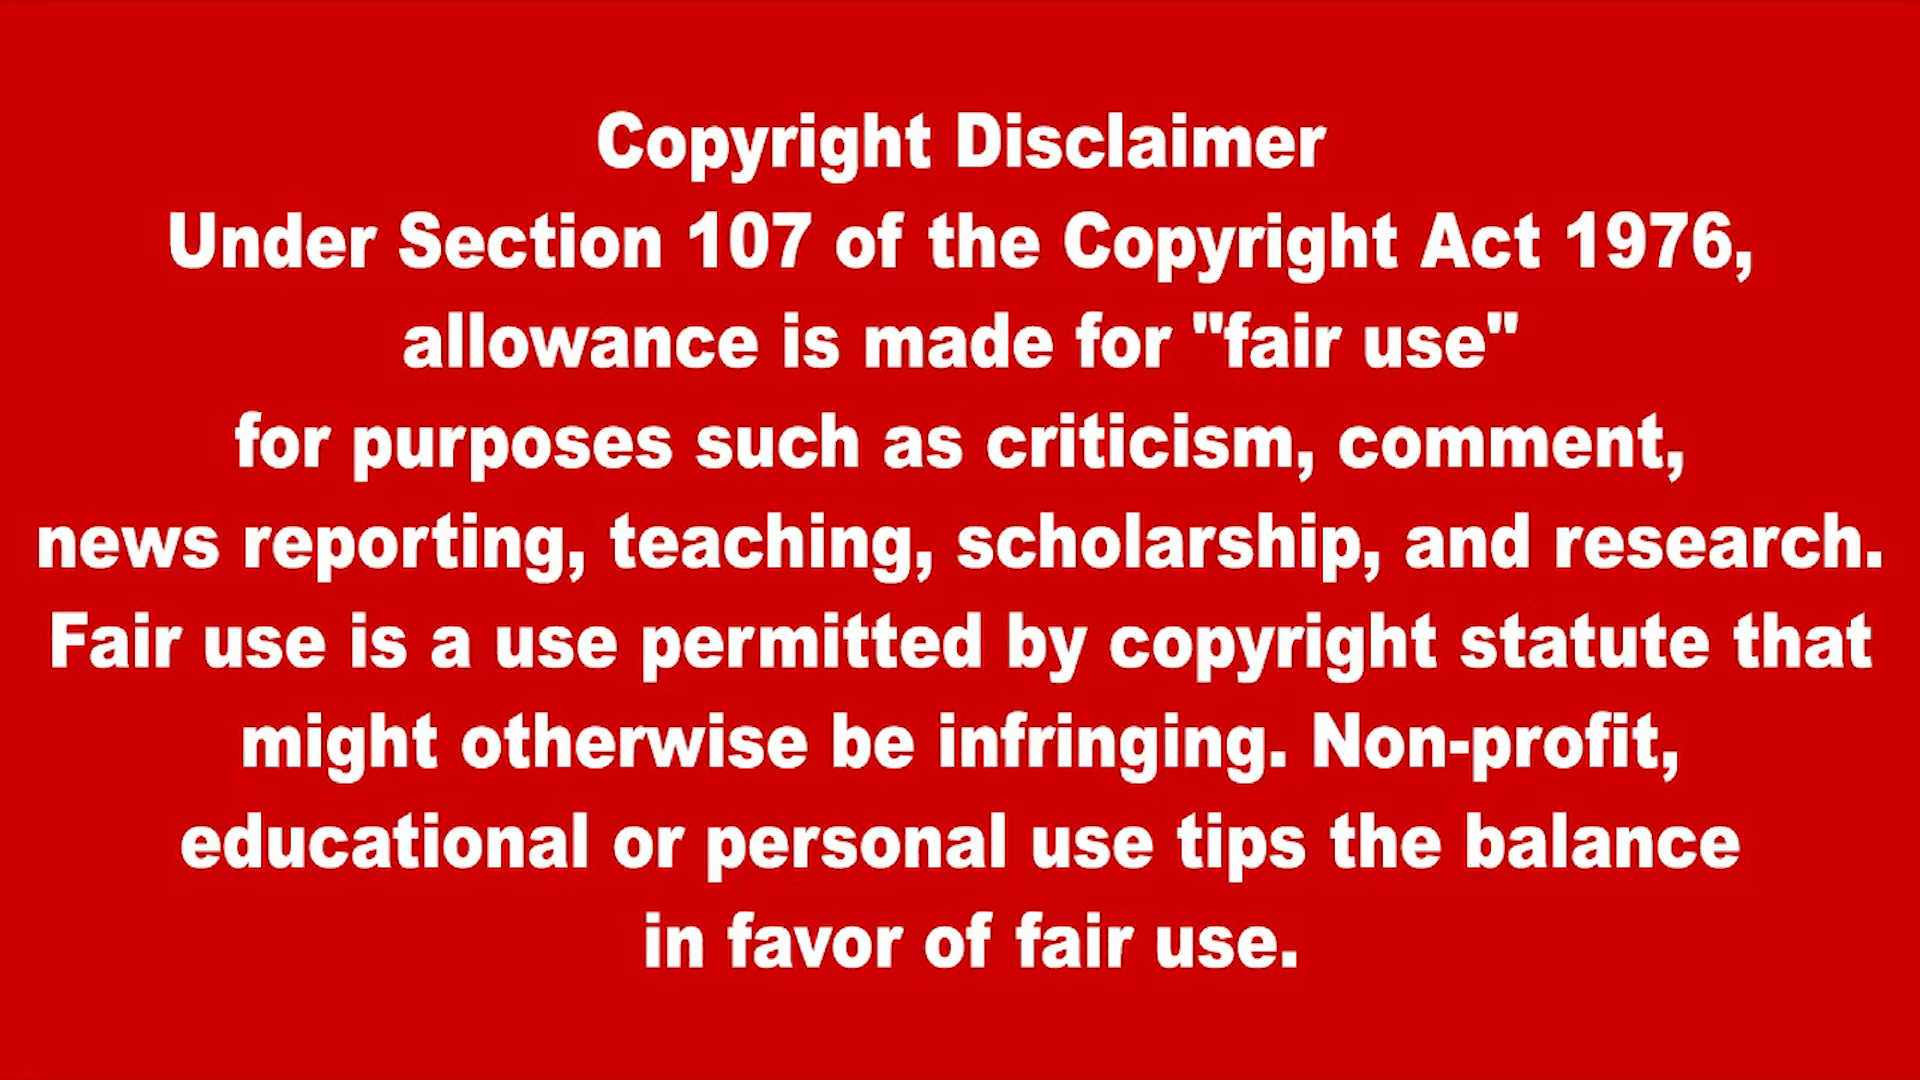 Copyright Disclaimer
Under Section 107 of the Copyright Act 1976,
allowance is made for "fair use"
for purposes such as criticism, comment,
news reporting, teaching, scholarship, and research.
Fair use is a use permitted by copyright statute that
might otherwise be infringing. Non-profit,
educational or personal use tips the balance
in favor of fair use.